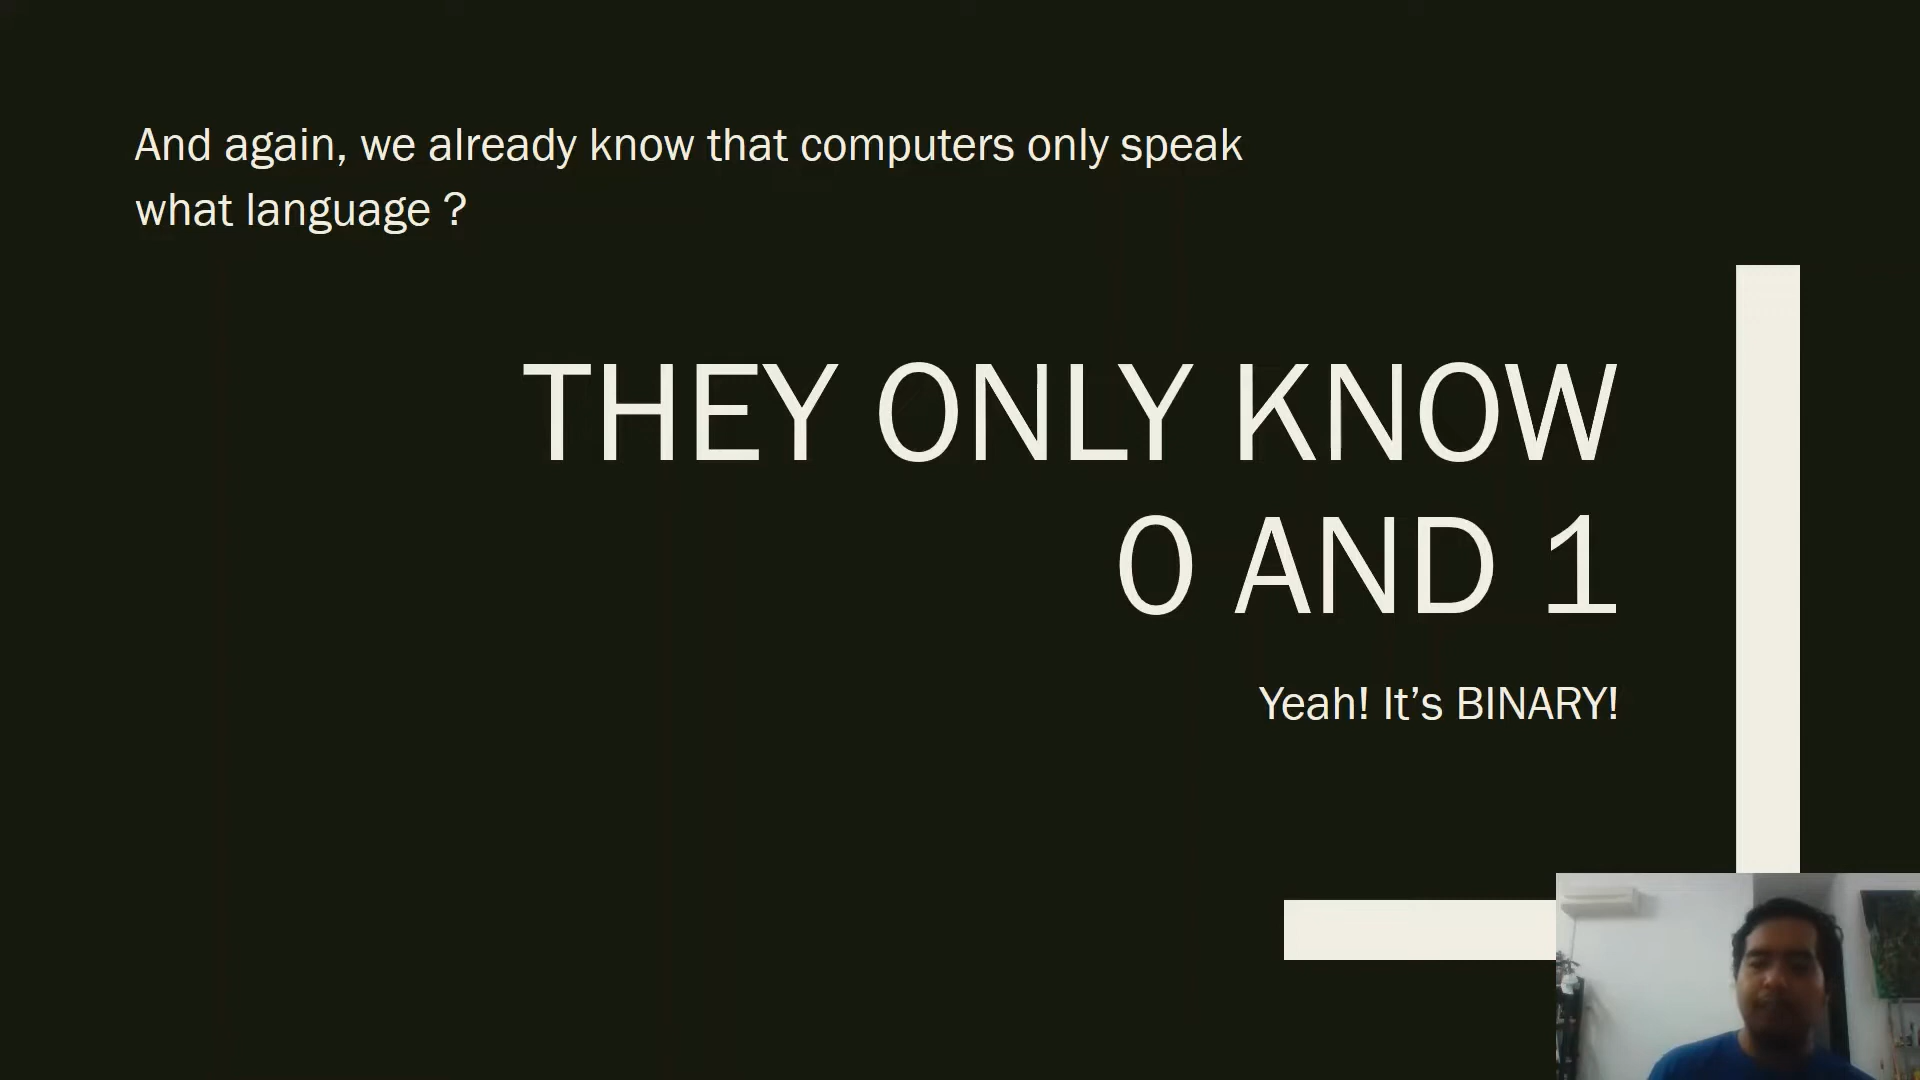 And again, we already know that computers only speak
what language ?
THEY ONLY KNOW
0 AND 1
Yeah! It’s BINARY!